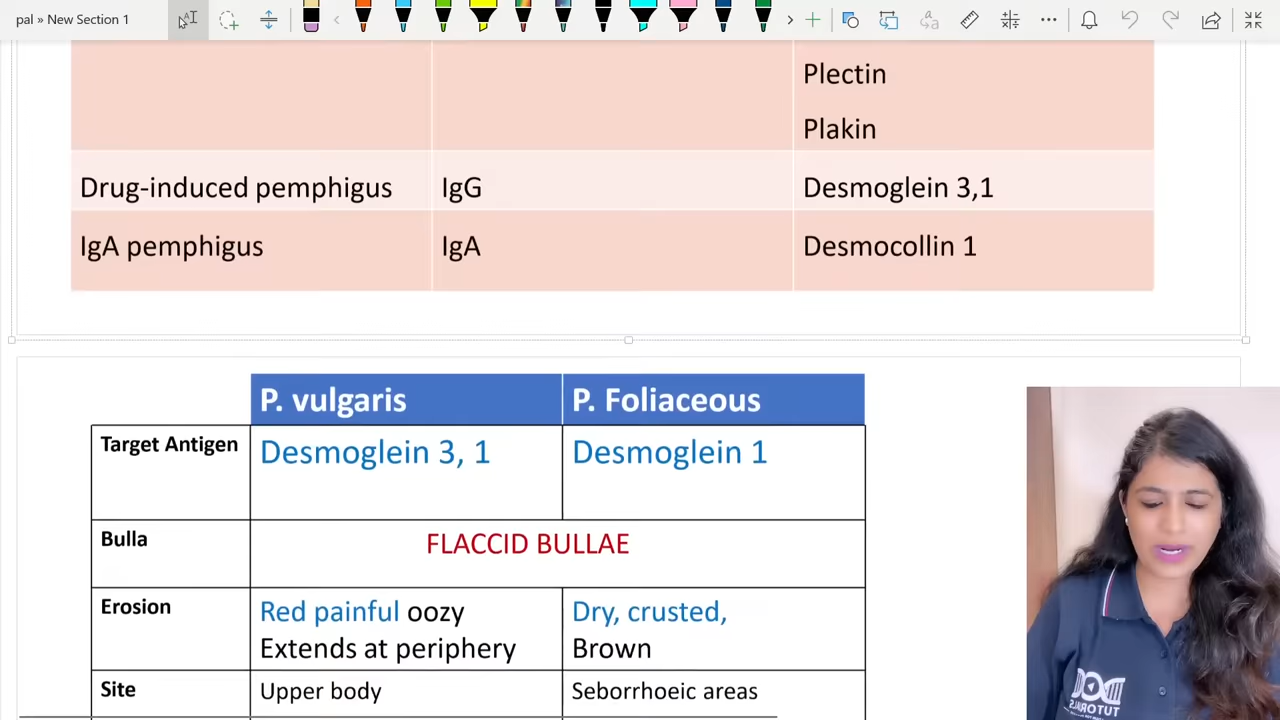 pal » New Section 1
Plectin
Plakin
Drug-induced pemphigus IgG Desmoglein 3,1
IgA pemphigus IgA Desmocollin 1
P. vulgaris P. Foliaceous
Target Antigen Desmoglein 3, 1 Desmoglein 1
Bulla FLACCID BULLAE
Erosion Red painful oozy Dry, crusted,
Extends at periphery Brown
Site Upper body Seborrhoeic areas
TUTORIALS